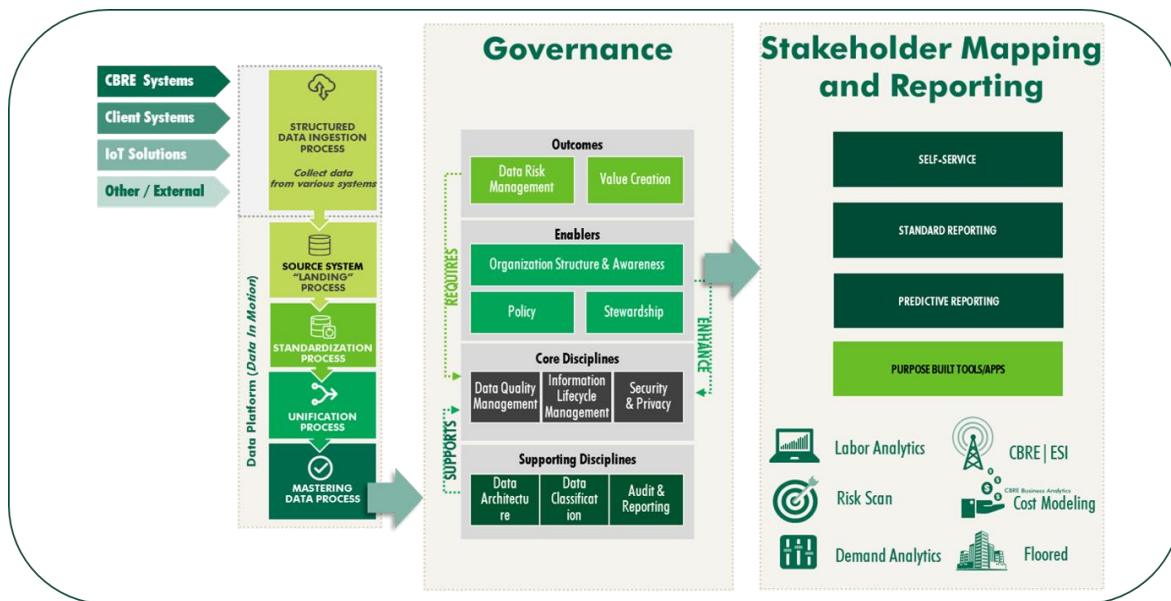 CBRE Systems
Client Systems
IoT Solutions
Other / External
STRUCTURED
DATA INGESTION
PROCESS
Collect data
from various systems
SOURCE SYSTEM
"LANDING"
PROCESS
STANDARDIZATION
PROCESS
UNIFICATION
PROCESS
MASTERING
DATA PROCESS
Data Platform (Data In Motion)
Governance
Outcomes
Data Risk
Management
Value Creation
Enablers
Organization Structure & Awareness
Policy
Stewardship
Core Disciplines
Data Quality
Management
Information
Lifecycle
Management
Security
& Privacy
Supporting Disciplines
Data
Architectu
re
Data
Classificat
ion
Audit &
Reporting
REQUIRES
SUPPORTS
ENHANCE
Stakeholder Mapping
and Reporting
SELF-SERVICE
STANDARD REPORTING
PREDICTIVE REPORTING
PURPOSE BUILT TOOLS/APPS
Labor Analytics
CBRE|ESI
Risk Scan
CBRE Business Analytics
Cost Modeling
Demand Analytics
Floored